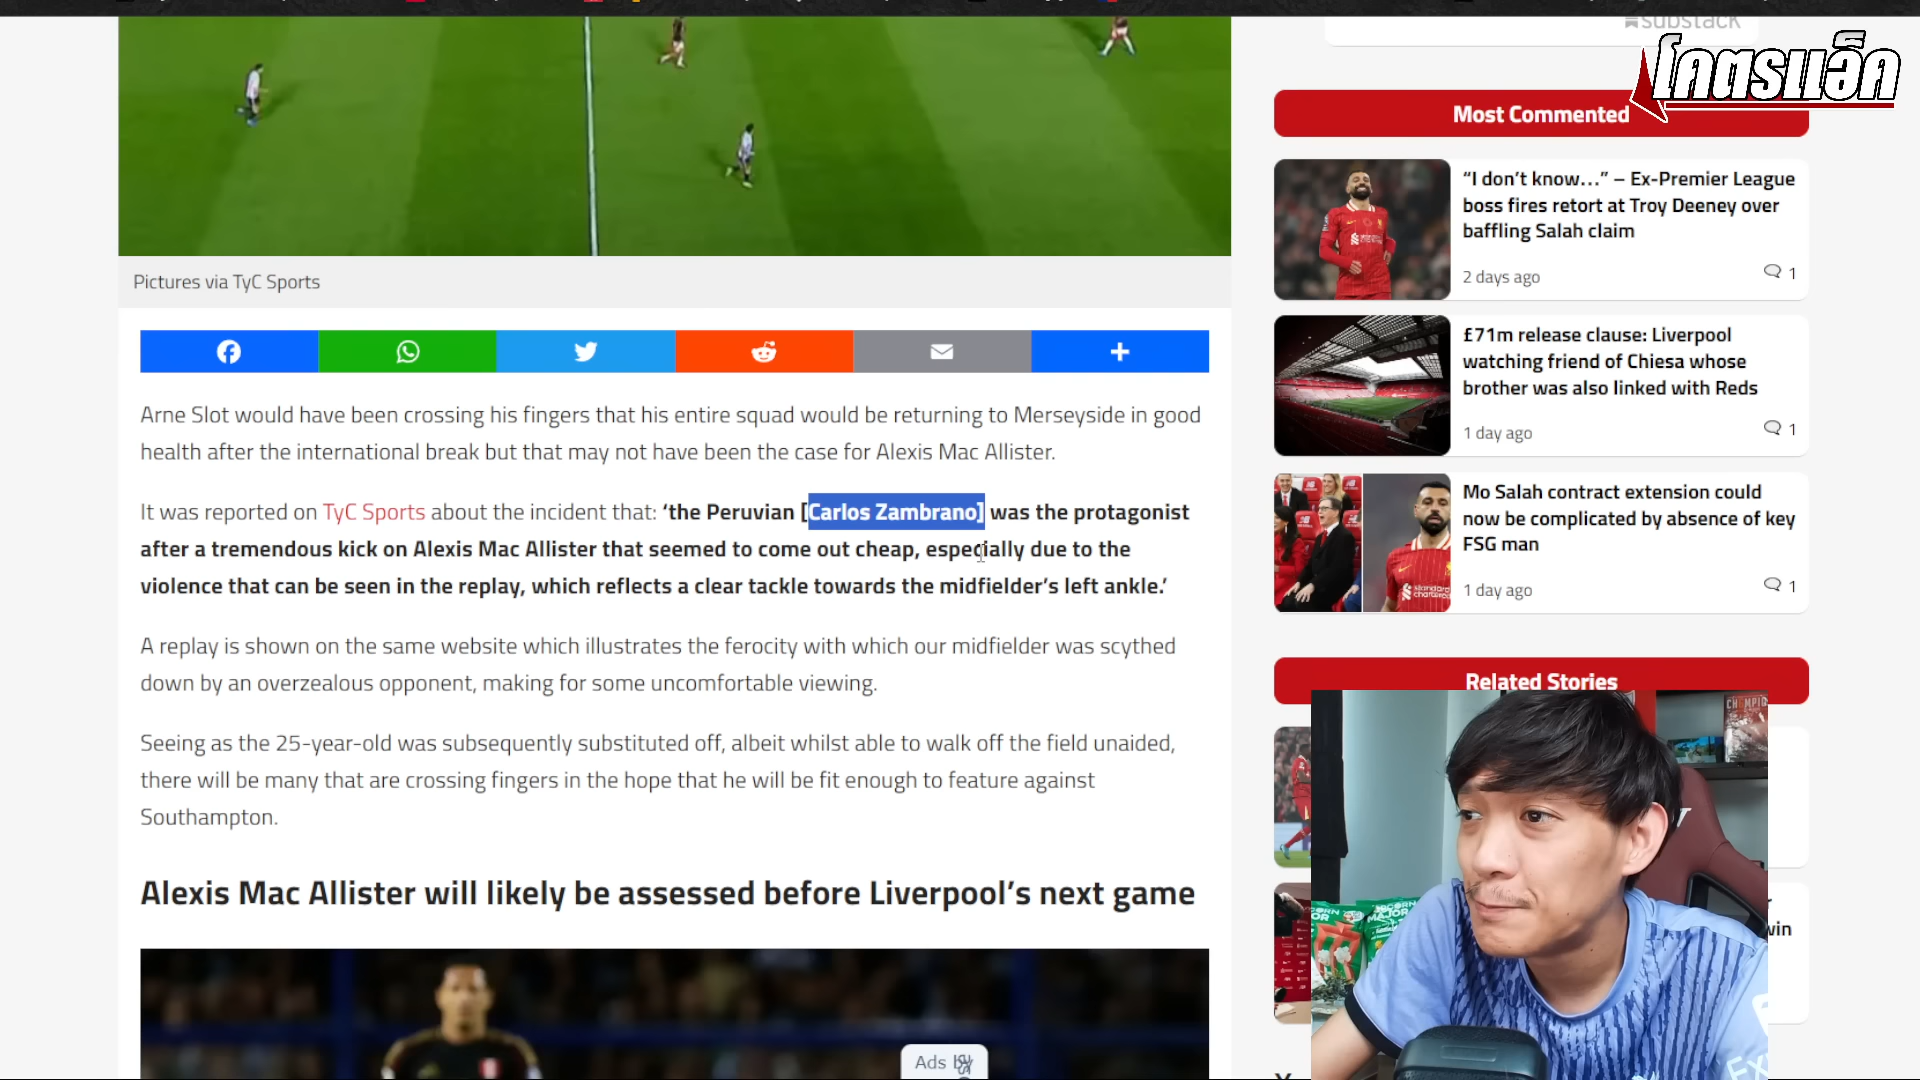 substack
โคตรแอ็ค
Most Commented
“I don’t know…” – Ex-Premier League
boss fires retort at Troy Deeney over
baffling Salah claim
2 days ago
1
£71m release clause: Liverpool
watching friend of Chiesa whose
brother was also linked with Reds
1 day ago
1
Mo Salah contract extension could
now be complicated by absence of key
FSG man
1 day ago
1
Related Stories
win
Pictures via TyC Sports
Arne Slot would have been crossing his fingers that his entire squad would be returning to Merseyside in good
health after the international break but that may not have been the case for Alexis Mac Allister.
It was reported on TyC Sports about the incident that: ‘the Peruvian [Carlos Zambrano] was the protagonist
after a tremendous kick on Alexis Mac Allister that seemed to come out cheap, especially due to the
violence that can be seen in the replay, which reflects a clear tackle towards the midfielder’s left ankle.’
A replay is shown on the same website which illustrates the ferocity with which our midfielder was scythed
down by an overzealous opponent, making for some uncomfortable viewing.
Seeing as the 25-year-old was subsequently substituted off, albeit whilst able to walk off the field unaided,
there will be many that are crossing fingers in the hope that he will be fit enough to feature against
Southampton.
Alexis Mac Allister will likely be assessed before Liverpool’s next game
Ads by